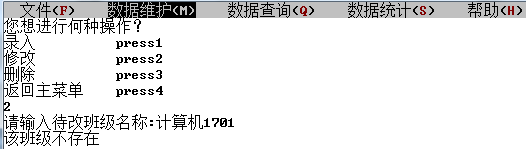 文件(F) 数据维护(M) 数据查询(Q) 数据统计(S) 帮助(H)
您想进行何种操作?
录入 press1
修改 press2
删除 press3
返回主菜单 press4
2
请输入待改班级名称:计算机1701
该班级不存在